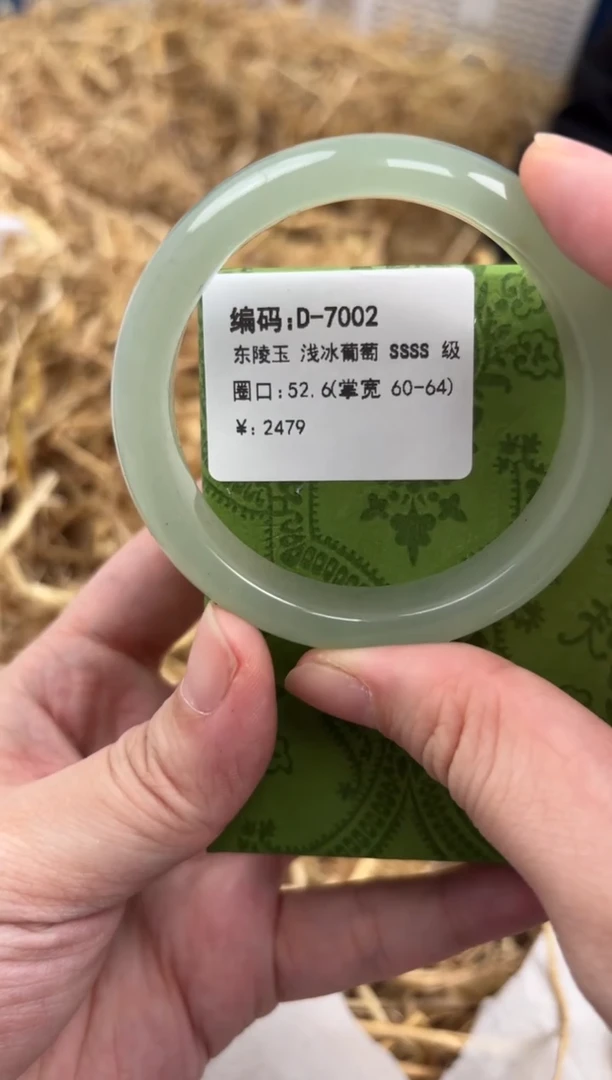 编码:D-7002
东陵玉 浅冰葡萄 SSSS 级
圈口:52.6(掌宽 60-64)
¥: 2479